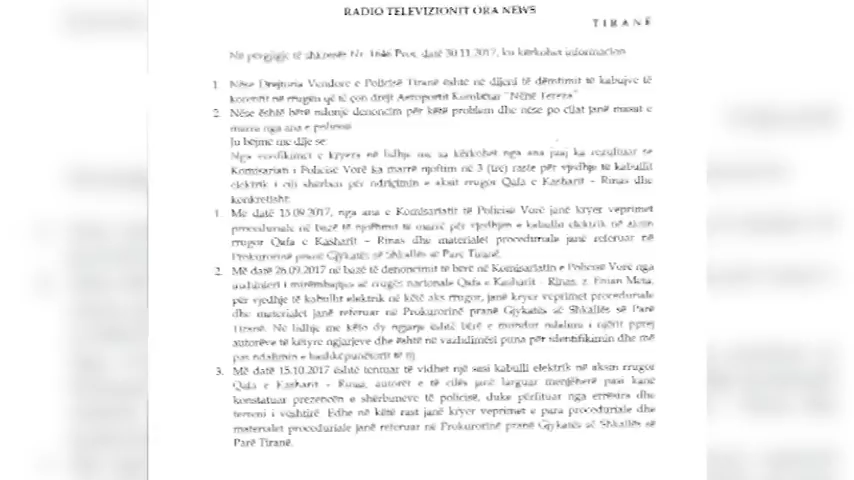 RADIO TELEVIZIONIT ORA NEWS
TIRANË
Në përgjigje të shkresës Nr. Prot, datë 30.11.2017, ku kërkohet informacion
1. Nëse Drejtoria Vendore e Policisë Tiranë është në dijeni të dëmtimit të kabujve të
korentit në rrugën që të çon drejt Aeroportit Kombëtar "Nënë Tereza"
2. Nëse është bërë ndonjë denoncim për këtë problem dhe nëse po cilat janë masat e
marra nga ana e policisë
Ju bëjmë me dije se:
Nga verifikimet e kryera në lidhje me sa kërkohet nga ana juaj ka rezultuar se
Komisariati i Policisë Vorë ka marrë njoftim në 3 (tre) raste për vjedhje të kabullit
elektrik i cili shërben për ndriçimin e aksit rrugor Qafa e Kasharit - Rinas dhe
konkretisht:
1. Me datë 15.09.2017, nga ana e Komisariatit të Policisë Vorë janë kryer veprimet
procedurale në bazë të njoftimit të marrë për vjedhjen e kabullit elektrik në aksin
rrugor Qafa e Kasharit - Rinas dhe materialet procedurale janë referuar në
Prokurorinë pranë Gjykatës së Shkallës së Parë Tiranë.
2. Më datë 26.09.2017 në bazë të denoncimit të bërë në Komisariatin e Policisë Vorë nga
inxhinieri i mirëmbajtjes së rrugës nacionale Qafa e Kasharit - Rinas, z. Enian Meta,
për vjedhje të kabullit elektrik në këtë aks rrugor, janë kryer veprimet procedurale
dhe materialet janë referuar në Prokurorinë pranë Gjykatës së Shkallës së Parë
Tiranë. Në lidhje me këto dy ngjarje është bërë e mundur ndalimi i njërit prej
autorëve të këtyre ngjarjeve dhe është në vazhdimësi puna për identifikimin dhe më
pas ndalimin e bashkëpunëtorit të tij
3. Më datë 15.10.2017 është tentuar të vidhet një sasi kabulli elektrik në aksin rrugor
Qafa e Kasharit - Rinas, autorët e të cilës janë larguar menjëherë pasi kanë
konstatuar prezencën e shërbimeve të policisë, duke përfituar nga errësira dhe
terreni i vështirë. Edhe në këtë rast janë kryer veprimet e para proceduriale dhe
materialet proceduriale janë referuar në Prokurorinë pranë Gjykatës së Shkallës së
Parë Tiranë.